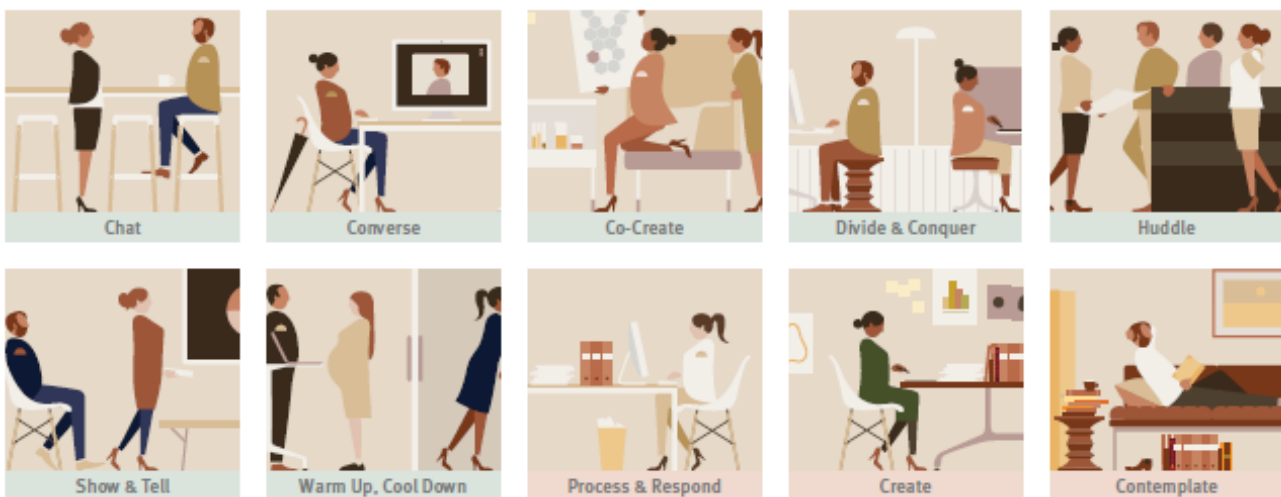 Chat
Converse
Co-Create
Divide & Conquer
Huddle
Show & Tell
Warm Up, Cool Down
Process & Respond
Create
Contemplate